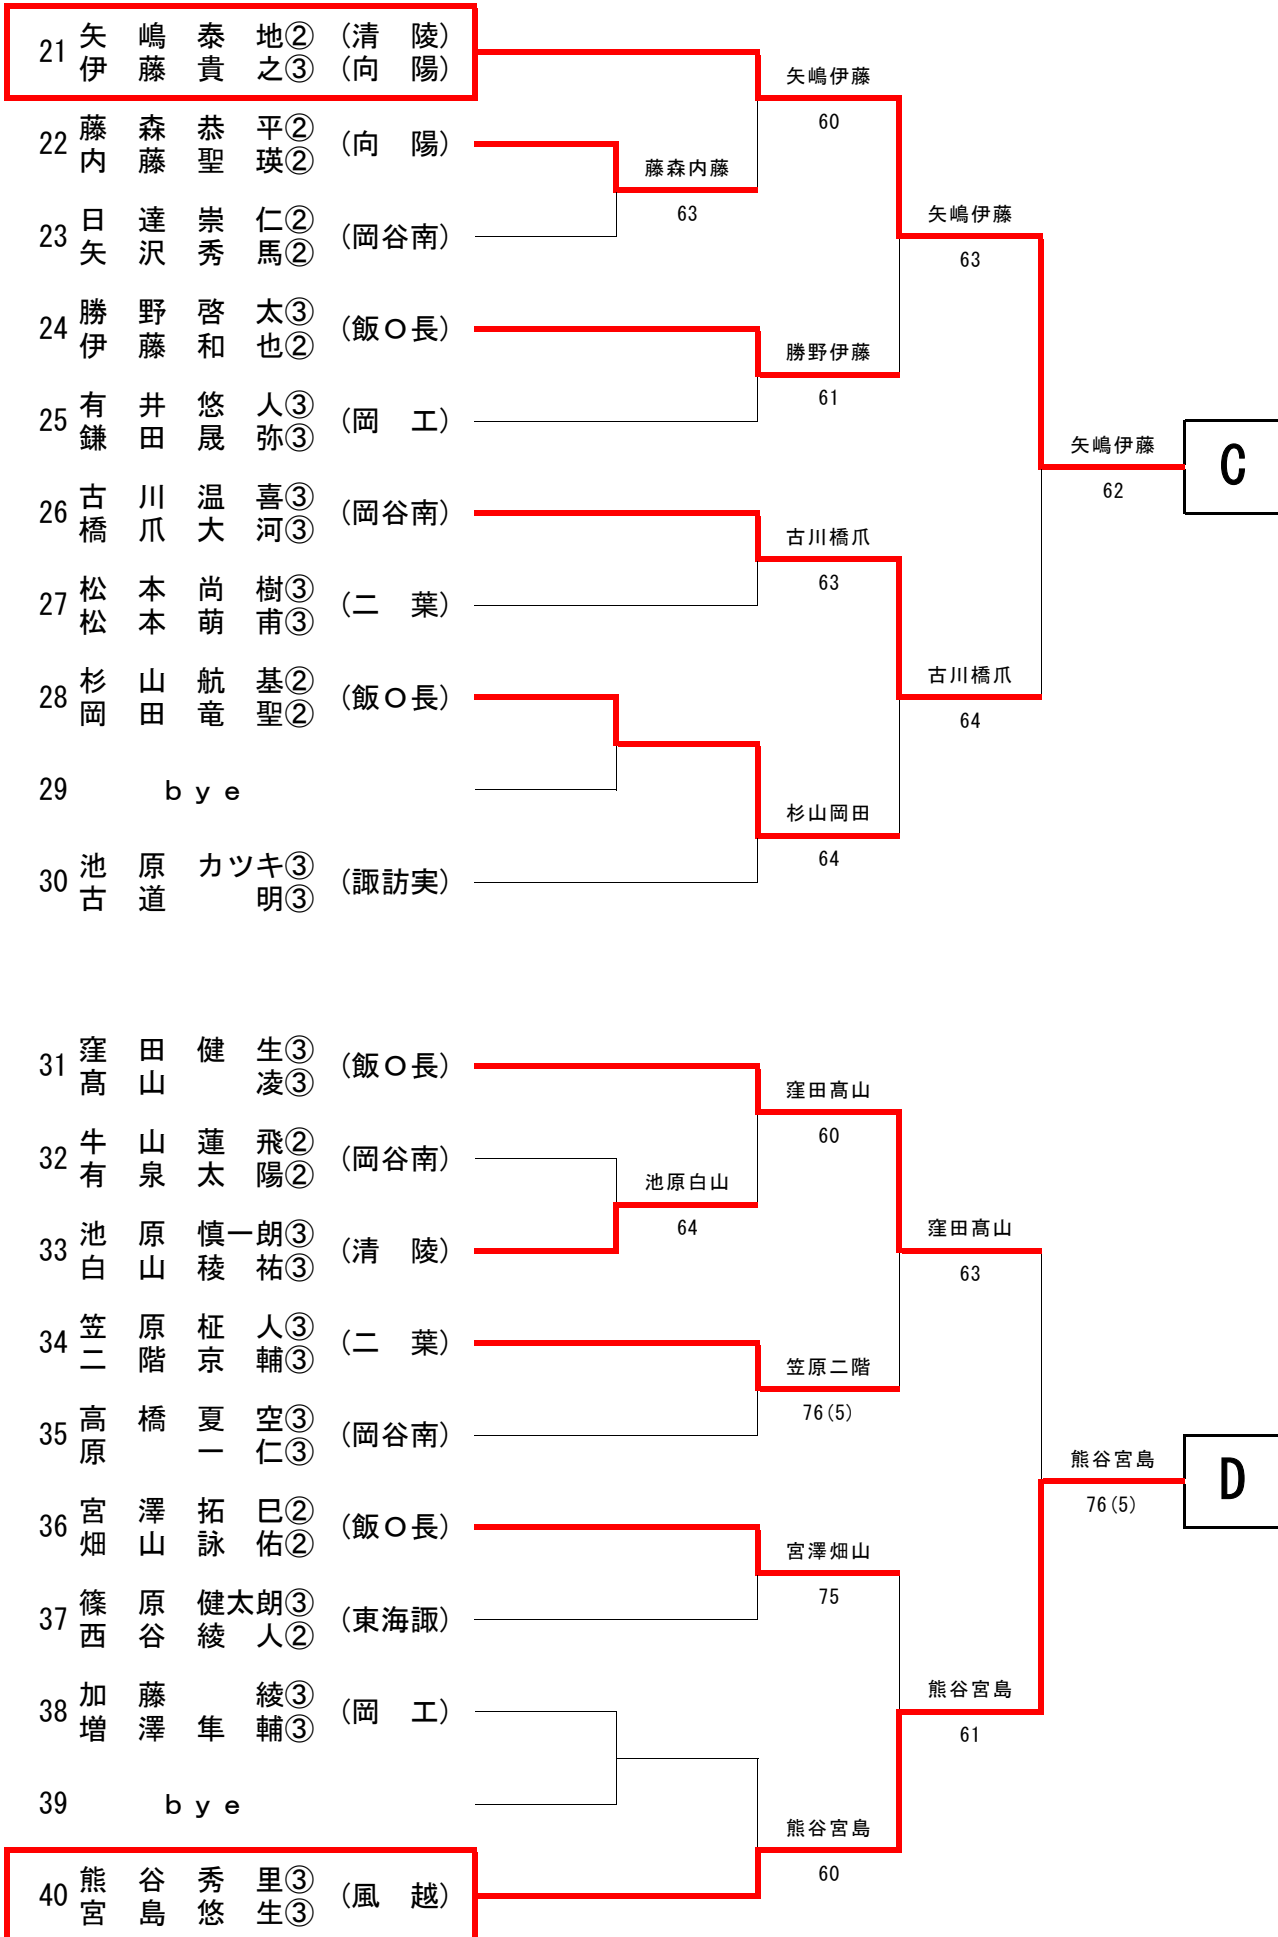 21 矢嶋泰地② (清陵)
伊藤貴之③ (向陽)
矢嶋伊藤
60
22 藤森恭平② (向陽)
内藤聖瑛②
藤森内藤
63
23 日達崇仁② (岡谷南)
矢沢秀馬②
矢嶋伊藤
63
24 勝野啓太③ (飯O長)
伊藤和也②
勝野伊藤
61
25 有井悠人③ (岡工)
鎌田晟弥③
矢嶋伊藤
62
C
26 古川温喜③ (岡谷南)
橋爪大河③
古川橋爪
63
27 松本尚樹③ (二葉)
松本萌甫③
古川橋爪
64
28 杉山航基② (飯O長)
岡田竜聖②
29 bye
杉山岡田
64
30 池原カツキ③ (諏訪実)
古道明③
31 窪田健生③ (飯O長)
髙山凌③
窪田髙山
60
32 牛山蓮飛② (岡谷南)
有泉太陽②
池原白山
64
33 池原慎一朗③ (清陵)
白山稜祐③
窪田髙山
63
34 笠原柾人③ (二葉)
二階京輔③
笠原二階
76(5)
35 高橋夏空③ (岡谷南)
原一仁③
熊谷宮島
76(5)
D
36 宮澤拓巳② (飯O長)
畑山詠佑②
宮澤畑山
75
37 篠原健太朗③ (東海諏)
西谷綾人②
熊谷宮島
61
38 加藤綾③ (岡工)
増澤隼輔③
39 bye
熊谷宮島
60
40 熊谷秀里③ (風越)
宮島悠生③